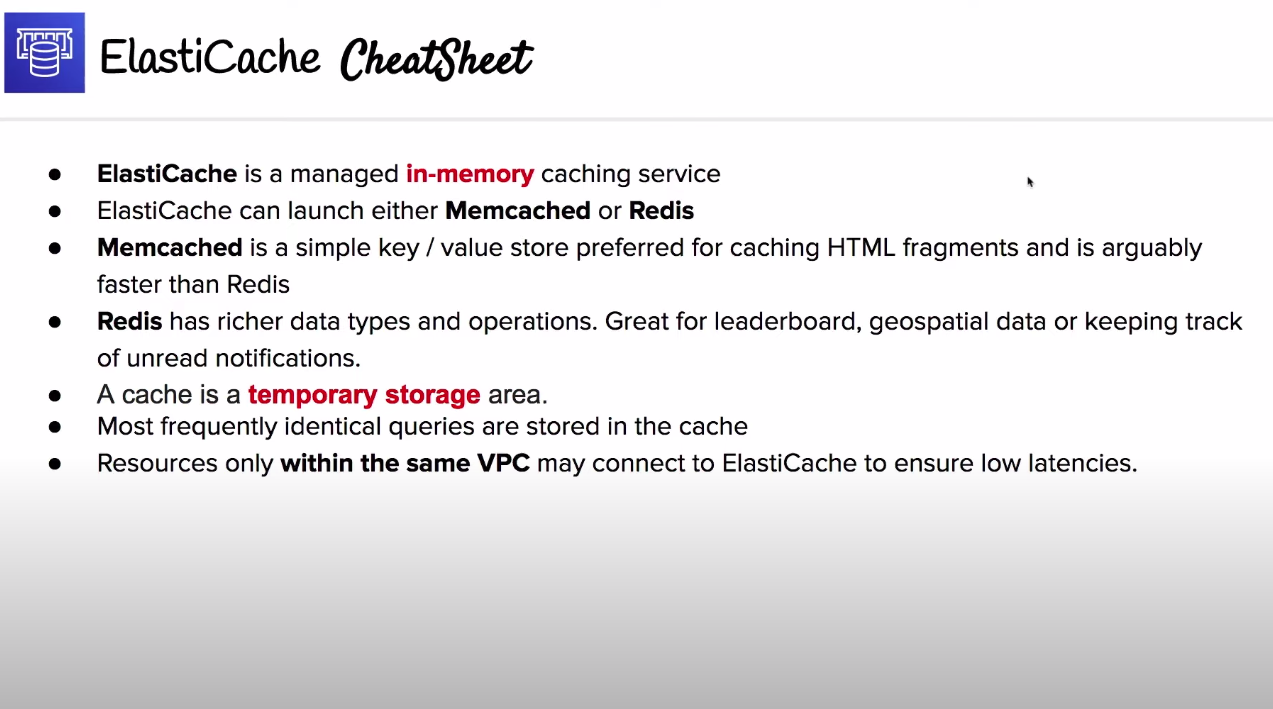 ElastiCache CheatSheet
● ElastiCache is a managed in-memory caching service
● ElastiCache can launch either Memcached or Redis
● Memcached is a simple key / value store preferred for caching HTML fragments and is arguably
faster than Redis
● Redis has richer data types and operations. Great for leaderboard, geospatial data or keeping track
of unread notifications.
● A cache is a temporary storage area.
● Most frequently identical queries are stored in the cache
● Resources only within the same VPC may connect to ElastiCache to ensure low latencies.